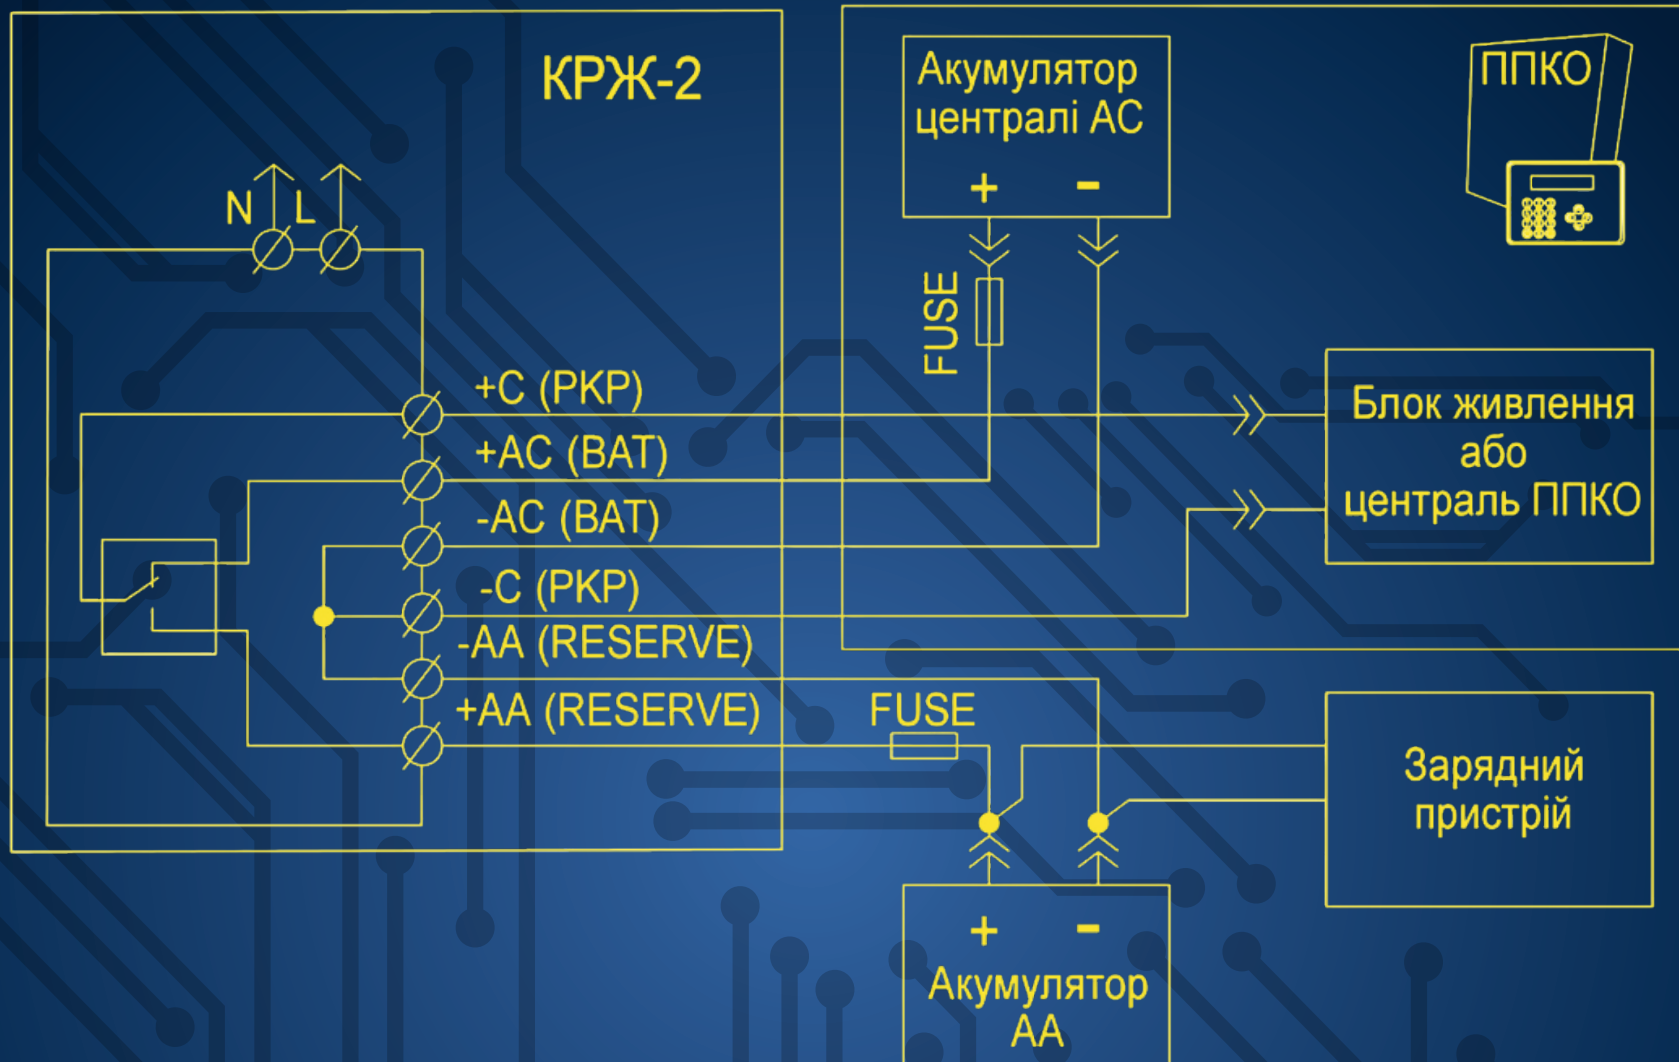 КРЖ-2
N L
+C (PKP)
+AC (BAT)
-AC (BAT)
-C (PKP)
-AA (RESERVE)
+AA (RESERVE)
Акумулятор
централі АС
+ -
FUSE
ППКО
Блок живлення
або
централь ППКО
FUSE
Зарядний
пристрій
+ -
Акумулятор
АА